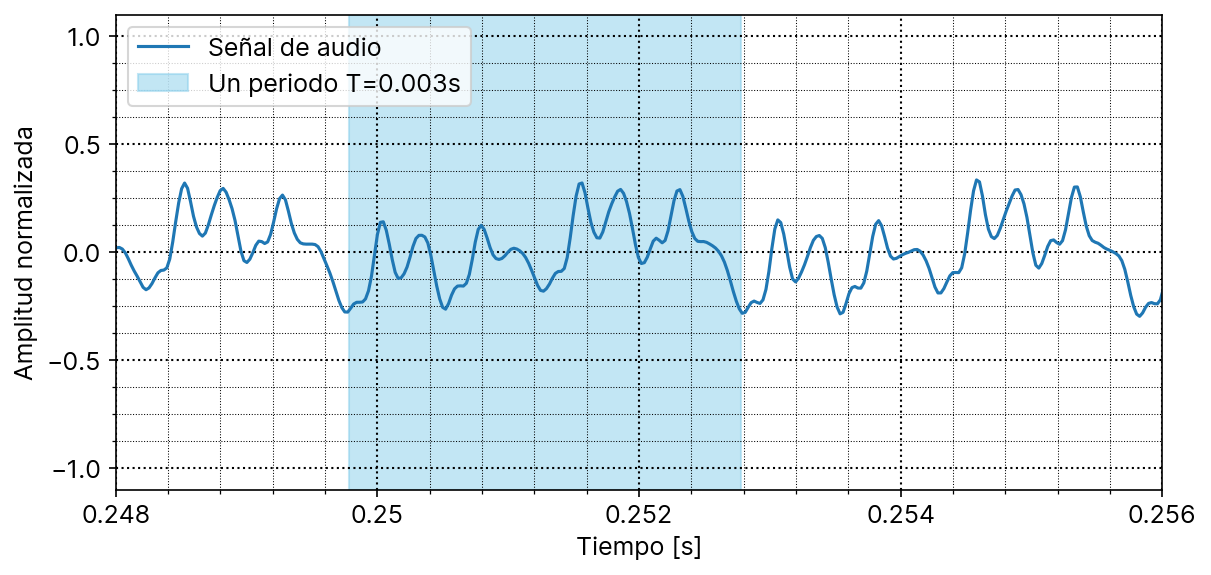 1.0
Señal de audio
Un periodo T=0.003s
0.5
0.0
−0.5
−1.0
Amplitud normalizada
0.248 0.25 0.252 0.254 0.256
Tiempo [s]